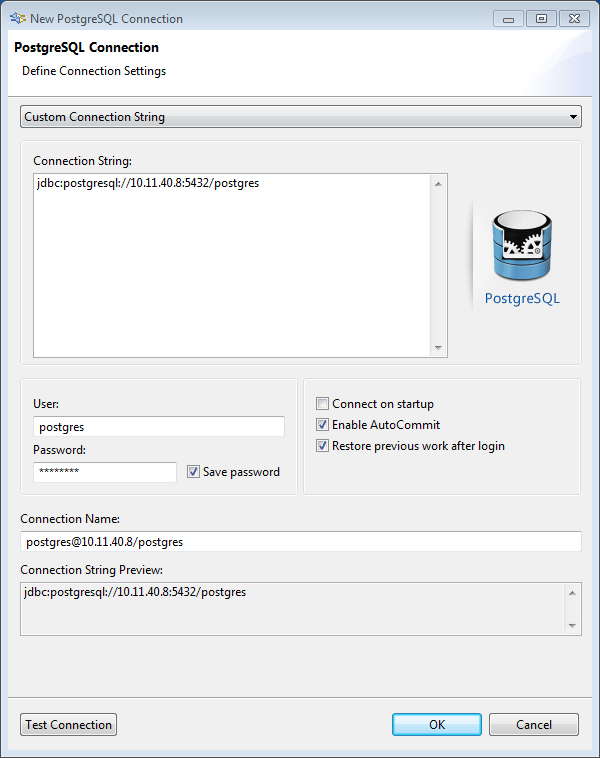 New PostgreSQL Connection
PostgreSQL Connection
Define Connection Settings
Custom Connection String
Connection String:
jdbc:postgresql://10.11.40.8:5432/postgres
PostgreSQL
User:
postgres
Password:
********
Save password
Connect on startup
Enable AutoCommit
Restore previous work after login
Connection Name:
postgres@10.11.40.8/postgres
Connection String Preview:
jdbc:postgresql://10.11.40.8:5432/postgres
Test Connection
OK
Cancel